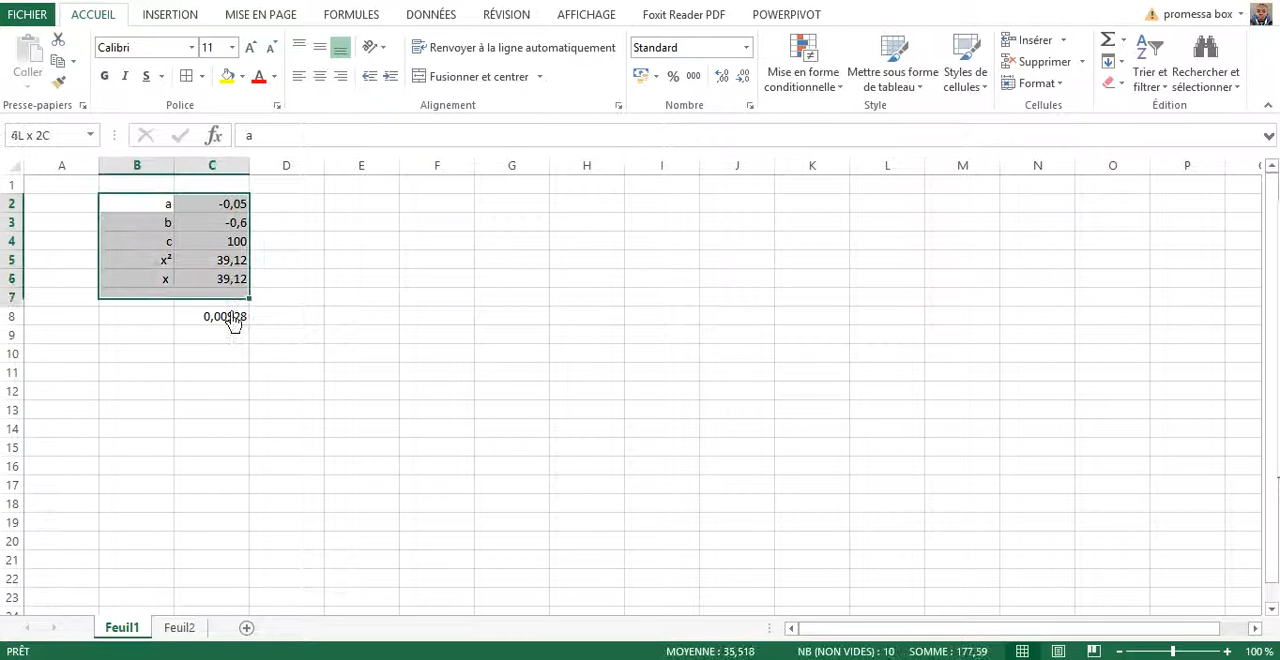 FICHIER ACCUEIL INSERTION MISE EN PAGE FORMULES DONNÉES RÉVISION AFFICHAGE Foxit Reader PDF POWERPIVOT promessa box
Coller
Presse-papiers
Calibri 11
G I S
Police
Renvoyer à la ligne automatiquement
Fusionner et centrer
Alignement
Standard
% 000
Nombre
Mise en forme conditionnelle
Mettre sous forme de tableau
Styles de cellules
Style
Insérer
Supprimer
Format
Cellules
Trier et filtrer
Rechercher et sélectionner
Édition
6L x 2C fx a
A B C D E F G H I J K L M N O P
1
2 a -0,05
3 b -0,6
4 c 100
5 x² 39,12
6 x 39,12
7
8
9
10
11
12
13
14
15
16
17
18
19
20
21
22
23
Feuil1 Feuil2
PRÊT MOYENNE : 35,518 NB (NON VIDES) : 10 SOMME : 177,59 100 %